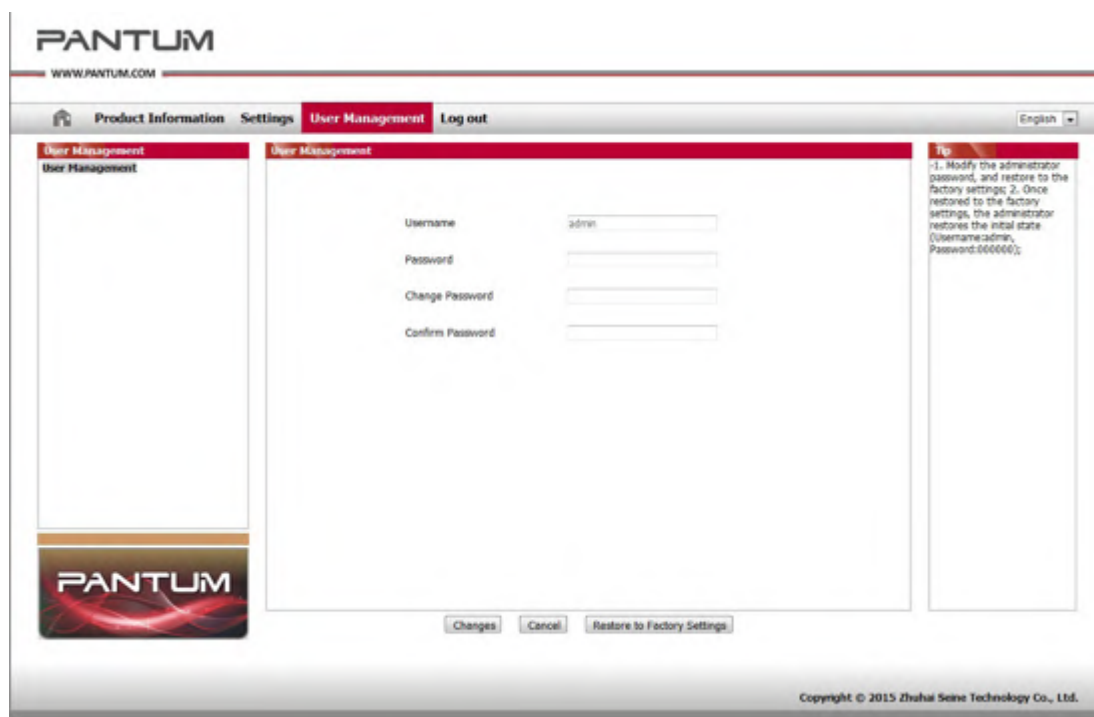 PANTUM
WWW.PANTUM.COM
Product Information Settings User Management Log out English
User Management
User Management
User Management
Username admin
Password
Change Password
Confirm Password
Tip
-1. Modify the administrator
password, and restore to the
factory settings; 2. Once
restored to the factory
settings, the administrator
restores the initial state
(Username:admin,
Password:000000);
PANTUM
Changes Cancel Restore to Factory Settings
Copyright © 2015 Zhuhai Seine Technology Co., Ltd.